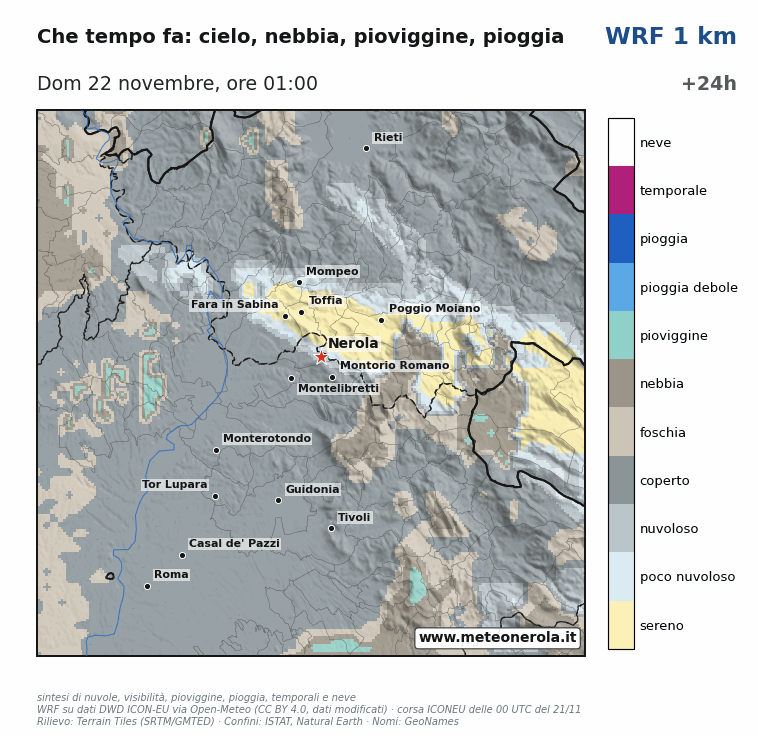 Che tempo fa: cielo, nebbia, pioviggine, pioggia
WRF 1 km
Dom 22 novembre, ore 01:00
+24h
Rieti
Mompeo
Fara in Sabina
Toffia
Poggio Moiano
Nerola
Montorio Romano
Montelibretti
Monterotondo
Tor Lupara
Guidonia
Tivoli
Casal de' Pazzi
Roma
www.meteonerola.it
neve
temporale
pioggia
pioggia debole
pioviggine
nebbia
foschia
coperto
nuvoloso
poco nuvoloso
sereno
sintesi di nuvole, visibilità, pioviggine, pioggia, temporali e neve
WRF su dati DWD ICON-EU via Open-Meteo (CC BY 4.0, dati modificati) · corsa ICONEU delle 00 UTC del 21/11
Rilievo: Terrain Tiles (SRTM/GMTED) · Confini: ISTAT, Natural Earth · Nomi: GeoNames